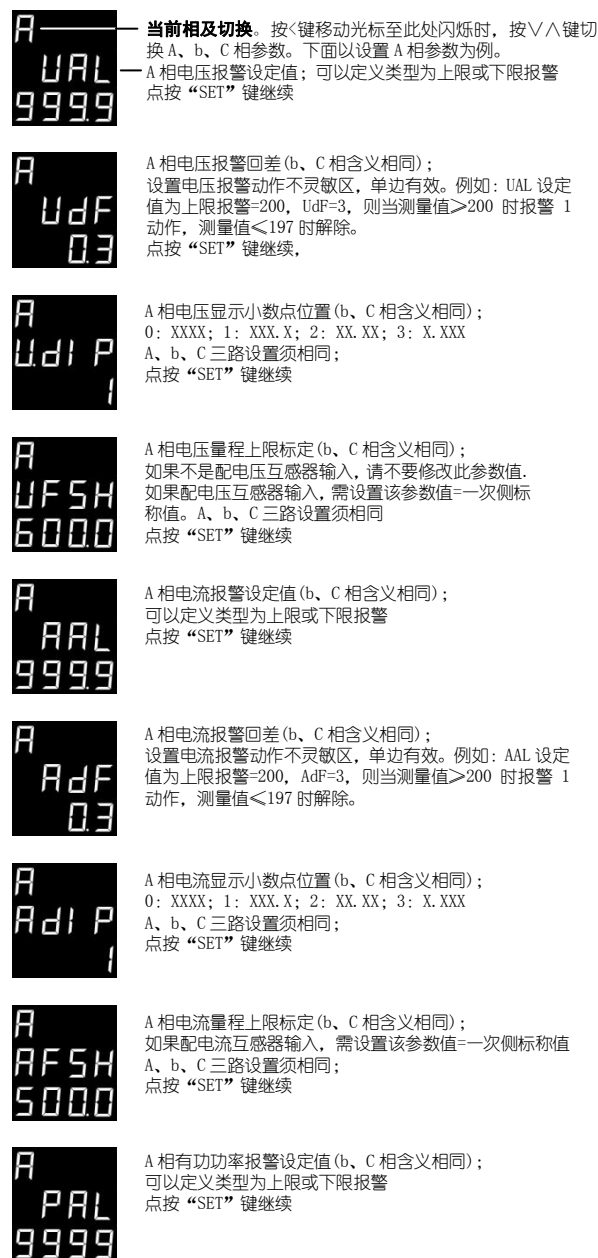 A
UAL
999.9
当前相及切换。按<键移动光标至此处闪烁时，按∨∧键切
换 A、b、C 相参数。下面以设置 A 相参数为例。
A 相电压报警设定值；可以定义类型为上限或下限报警
点按“SET”键继续
A
UdF
0.3
A 相电压报警回差(b、C 相含义相同)；
设置电压报警动作不灵敏区，单边有效。例如：UAL 设定
值为上限报警=200，UdF=3，则当测量值≥200 时报警 1
动作，测量值≤197 时解除。
点按“SET”键继续，
A
U.dI P
1
A 相电压显示小数点位置(b、C 相含义相同)；
0: XXXX；1: XXX.X；2: XX.XX；3: X.XXX
A、b、C 三路设置须相同；
点按“SET”键继续
A
UFSH
600.0
A 相电压量程上限标定(b、C 相含义相同)；
如果不是配电压互感器输入，请不要修改此参数值.
如果配电压互感器输入，需设置该参数值=一次侧标
称值。A、b、C 三路设置须相同
点按“SET”键继续
A
AAL
999.9
A 相电流报警设定值(b、C 相含义相同)；
可以定义类型为上限或下限报警
点按“SET”键继续
A
AdF
0.3
A 相电流报警回差(b、C 相含义相同)；
设置电流报警动作不灵敏区，单边有效。例如：AAL 设定
值为上限报警=200，AdF=3，则当测量值≥200 时报警 1
动作，测量值≤197 时解除。
A
AdI P
1
A 相电流显示小数点位置(b、C 相含义相同)；
0: XXXX；1: XXX.X；2: XX.XX；3: X.XXX
A、b、C 三路设置须相同；
点按“SET”键继续
A
AFSH
500.0
A 相电流量程上限标定(b、C 相含义相同)；
如果配电流互感器输入，需设置该参数值=一次侧标称值
A、b、C 三路设置须相同；
点按“SET”键继续
A
PAL
9999
A 相有功功率报警设定值(b、C 相含义相同)；
可以定义类型为上限或下限报警
点按“SET”键继续